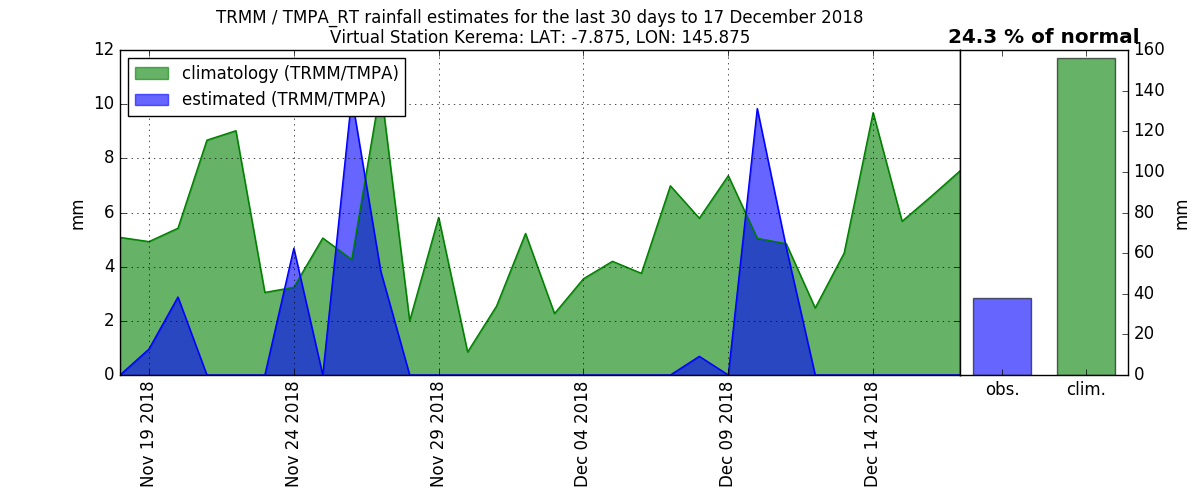 TRMM / TMPA_RT rainfall estimates for the last 30 days to 17 December 2018
Virtual Station Kerema: LAT: -7.875, LON: 145.875
24.3 % of normal
climatology (TRMM/TMPA)
estimated (TRMM/TMPA)
mm
12
10
8
6
4
2
0
Nov 19 2018
Nov 24 2018
Nov 29 2018
Dec 04 2018
Dec 09 2018
Dec 14 2018
160
140
120
100
80
60
40
20
0
mm
obs.
clim.